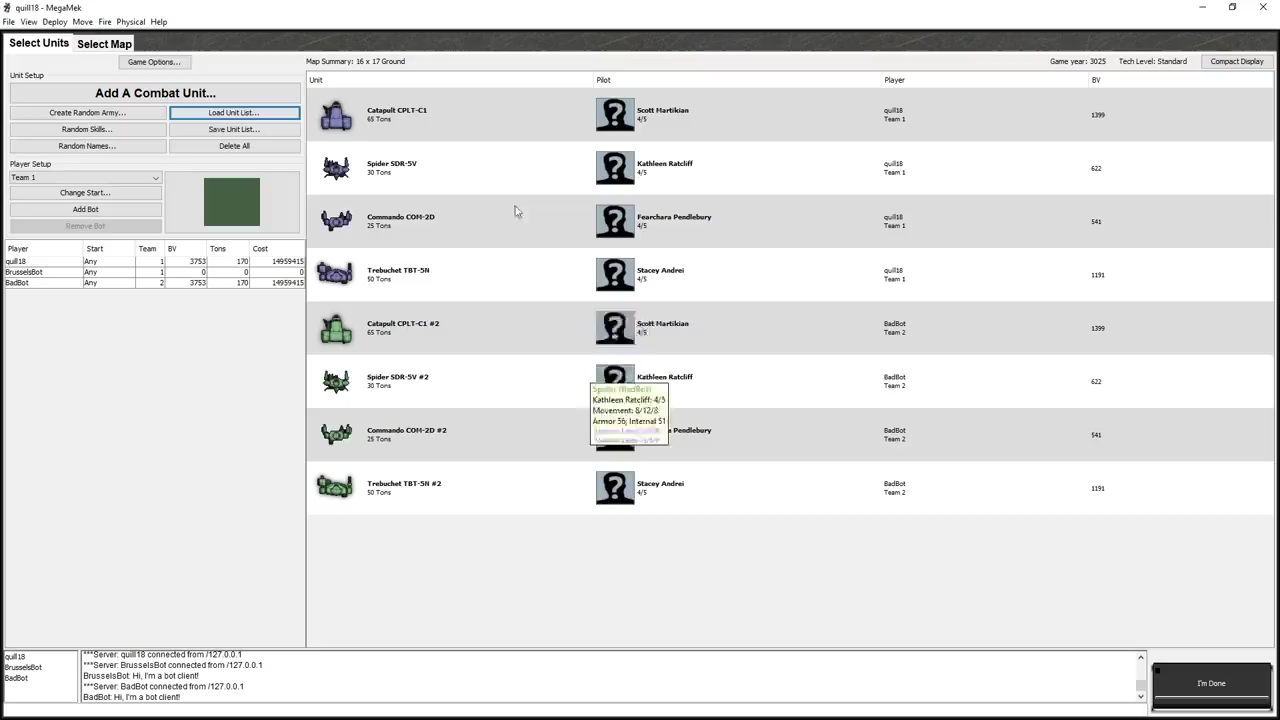 quill18 - MegaMek
File View Deploy Move Fire Physical Help
Select Units Select Map
Game Options...
Unit Setup
Add A Combat Unit...
Create Random Army... Load Unit List...
Random Skills... Save Unit List...
Random Names... Delete All
Player Setup
Team 1
Change Start...
Add Bot
Remove Bot
Player Start Team BV Tons Cost
quill18 Any 1 3753 170 14959415
BrusselsBot Any 1 0 0 0
BadBot Any 2 3753 170 14959415
Map Summary: 16 x 17 Ground Game year: 3025 Tech Level: Standard Compact Display
Unit Pilot Player BV
Catapult CPLT-C1 Scott Martikian quill18
65 Tons 4/5 Team 1 1399
Spider SDR-5V Kathleen Ratcliff quill18
30 Tons 4/5 Team 1 622
Commando COM-2D Fearchara Pendlebury quill18
25 Tons 4/5 Team 1 541
Trebuchet TBT-5N Stacey Andrei quill18
50 Tons 4/5 Team 1 1191
Catapult CPLT-C1 #2 Scott Martikian BadBot
65 Tons 4/5 Team 2 1399
Spider SDR-5V #2 Kathleen Ratcliff BadBot
30 Tons Team 2 622
Kathleen Ratcliff: 4/5
Movement: 8/12/8
Armor 56; Internal 51
Commando COM-2D #2 Pendlebury BadBot
25 Tons Team 2 541
Trebuchet TBT-5N #2 Stacey Andrei BadBot
50 Tons 4/5 Team 2 1191
quill18
BrusselsBot
BadBot
***Server: quill18 connected from /127.0.0.1
***Server: BrusselsBot connected from /127.0.0.1
BrusselsBot: Hi, I'm a bot client!
***Server: BadBot connected from /127.0.0.1
BadBot: Hi, I'm a bot client!
I'm Done